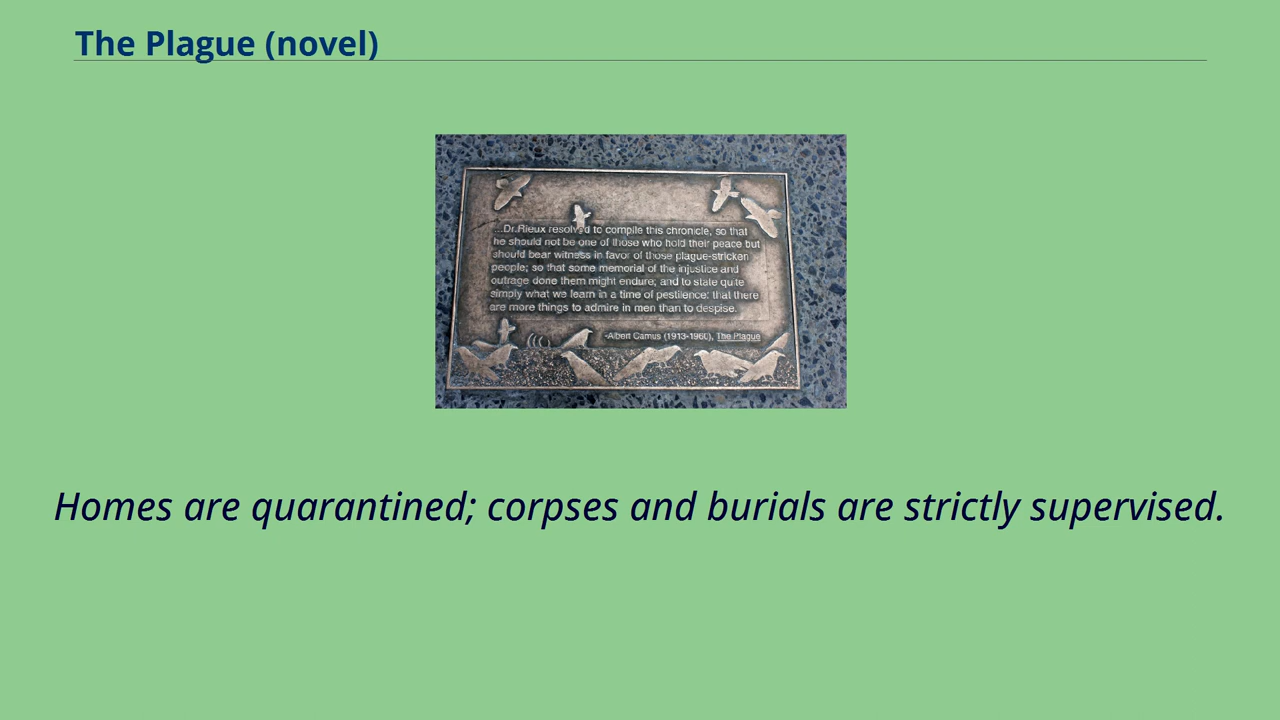 The Plague (novel)
...Dr.Rieux resolved to compile this chronicle, so that
he should not be one of those who hold their peace but
should bear witness in favor of those plague-stricken
people; so that some memorial of the injustice and
outrage done them might endure; and to state quite
simply what we learn in a time of pestilence: that there
are more things to admire in men than to despise.
-Albert Camus (1913-1960), The Plague
Homes are quarantined; corpses and burials are strictly supervised.